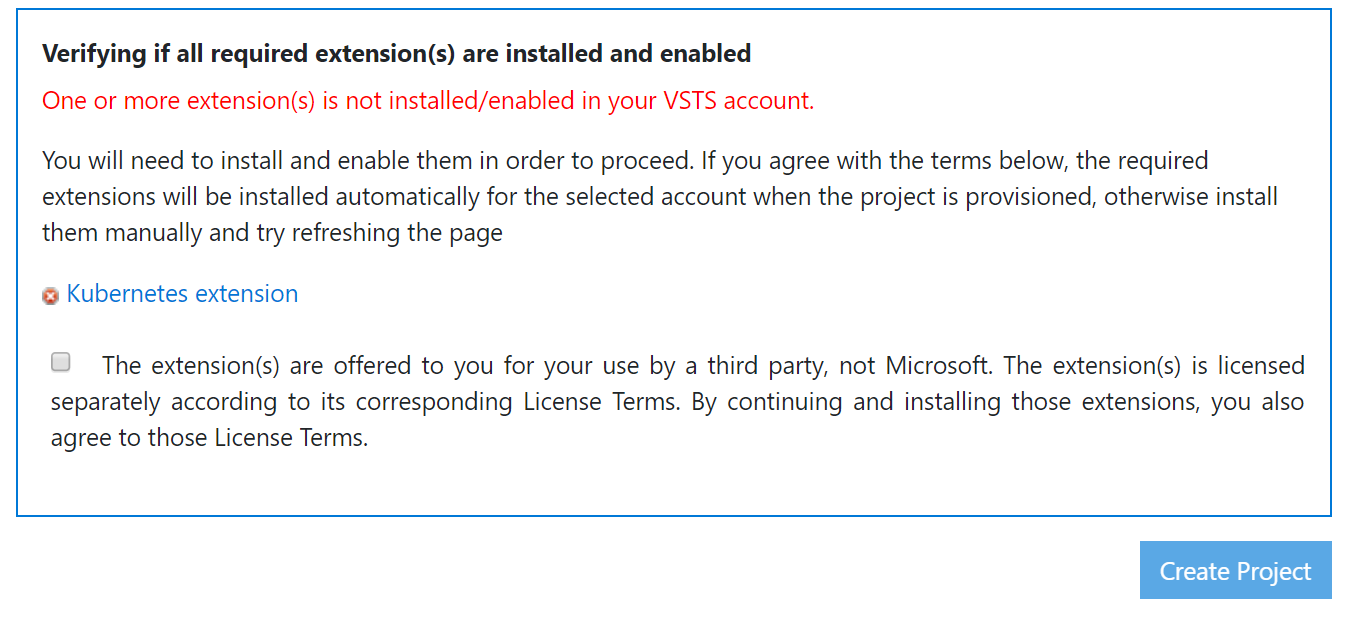 Verifying if all required extension(s) are installed and enabled
One or more extension(s) is not installed/enabled in your VSTS account.
You will need to install and enable them in order to proceed. If you agree with the terms below, the required
extensions will be installed automatically for the selected account when the project is provisioned, otherwise install
them manually and try refreshing the page
Kubernetes extension
The extension(s) are offered to you for your use by a third party, not Microsoft. The extension(s) is licensed
separately according to its corresponding License Terms. By continuing and installing those extensions, you also
agree to those License Terms.
Create Project